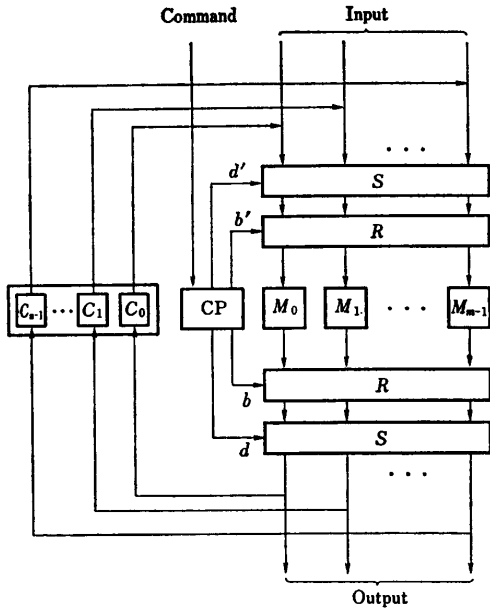 Command Input
. . .
d′ S
b′ R
C_{n-1} ··· C_1 C_0 CP M_0 M_1 . . . M_{m-1}
R
b
S
d
. . .
Output